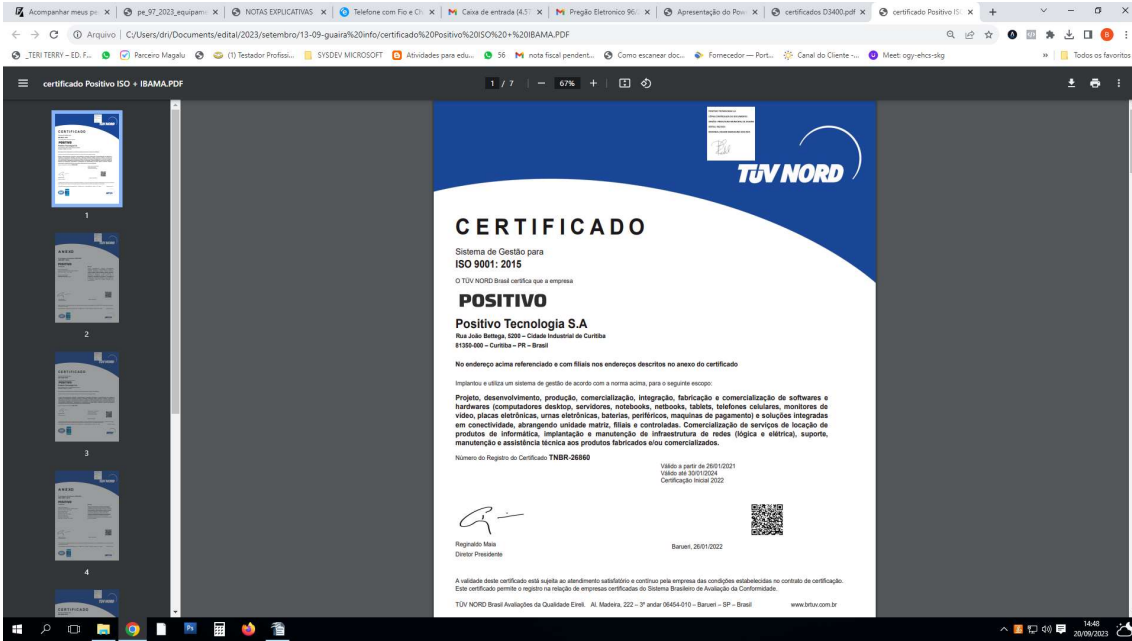 Acompanhar meus pe
pe_97_2023_equipam
NOTAS EXPLICATIVAS
Telefone com Fio e Ch
Caixa de entrada (4.5
Pregão Eletronico 96/
Apresentação do Pow
certificados D3400.pdf
certificado Positivo IS
Arquivo | C:/Users/dri/Documents/edital/2023/setembro/13-09-guaira%20info/certificado%20Positivo%20ISO%20+%20IBAMA.PDF
_TERI TERRY – ED. F...
Parceiro Magalu
(1) Testador Profissi...
SYSDEV MICROSOFT
Atividades para edu...
56
nota fiscal pendent...
Como escanear doc...
Fornecedor — Port...
Canal do Cliente -...
Meet: ogy-ehcs-skg
Todos os favoritos
certificado Positivo ISO + IBAMA.PDF
1 / 7
67%
1
2
3
4
TÜV NORD
CERTIFICADO
Sistema de Gestão para
ISO 9001: 2015
O TÜV NORD Brasil certifica que a empresa
POSITIVO
Positivo Tecnologia S.A
Rua João Bettega, 5200 – Cidade Industrial de Curitiba
81350-000 – Curitiba – PR – Brasil
No endereço acima referenciado e com filiais nos endereços descritos no anexo do certificado
Implantou e utiliza um sistema de gestão de acordo com a norma acima, para o seguinte escopo:
Projeto, desenvolvimento, produção, comercialização, integração, fabricação e comercialização de softwares e
hardwares (computadores desktop, servidores, notebooks, netbooks, tablets, telefones celulares, monitores de
vídeo, placas eletrônicas, urnas eletrônicas, baterias, periféricos, maquinas de pagamento) e soluções integradas
em conectividade, abrangendo unidade matriz, filiais e controladas. Comercialização de serviços de locação de
produtos de informática, implantação e manutenção de infraestrutura de redes (lógica e elétrica), suporte,
manutenção e assistência técnica aos produtos fabricados e/ou comercializados.
Número do Registro do Certificado TNBR-26860
Válido a partir de 28/01/2021
Válido até 30/01/2024
Certificação Inicial 2022
Reginaldo Maia
Diretor Presidente
Barueri, 26/01/2022
A validade deste certificado está sujeita ao atendimento satisfatório e contínuo pela empresa das condições estabelecidas no contrato de certificação.
Este certificado permite o registro na relação de empresas certificadas do Sistema Brasileiro de Avaliação da Conformidade.
TÜV NORD Brasil Avaliações da Qualidade Eireli. Al. Madeira, 222 – 3º andar 06454-010 – Barueri – SP – Brasil www.brtuv.com.br
14:48
20/09/2023